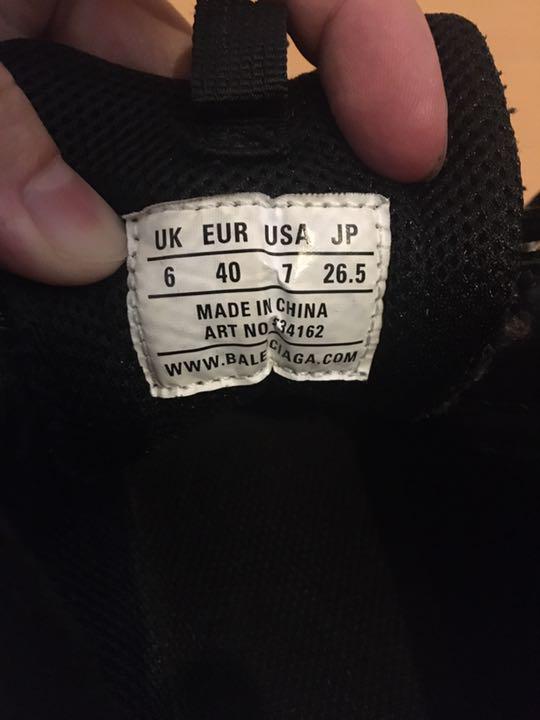 UK EUR USA JP
6 40 7 26.5
MADE IN CHINA
ART NO.
WWW.BALENCIAGA.COM